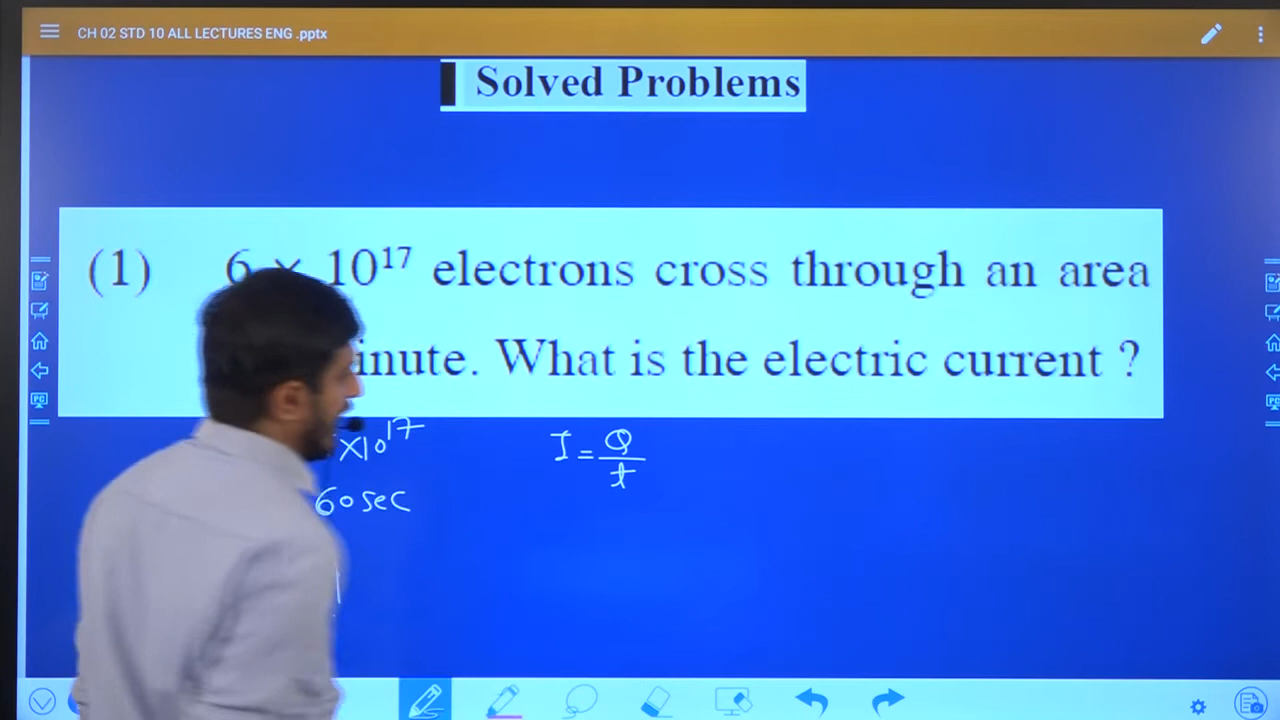 CH 02 STD 10 ALL LECTURES ENG .pptx
Solved Problems
(1) 6 × 10¹⁷ electrons cross through an area
What is the electric current ?
×10¹⁷
I = Q/t
60 sec